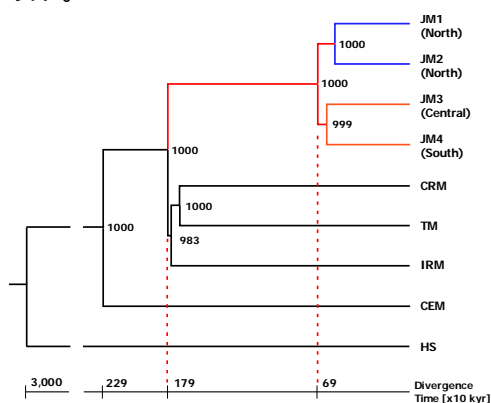 JM1
(North)
1000
JM2
(North)
1000
JM3
(Central)
999
JM4
(South)
1000
CRM
1000
TM
1000
983
IRM
CEM
HS
3,000 229 179 69 Divergence
Time [x10 kyr]